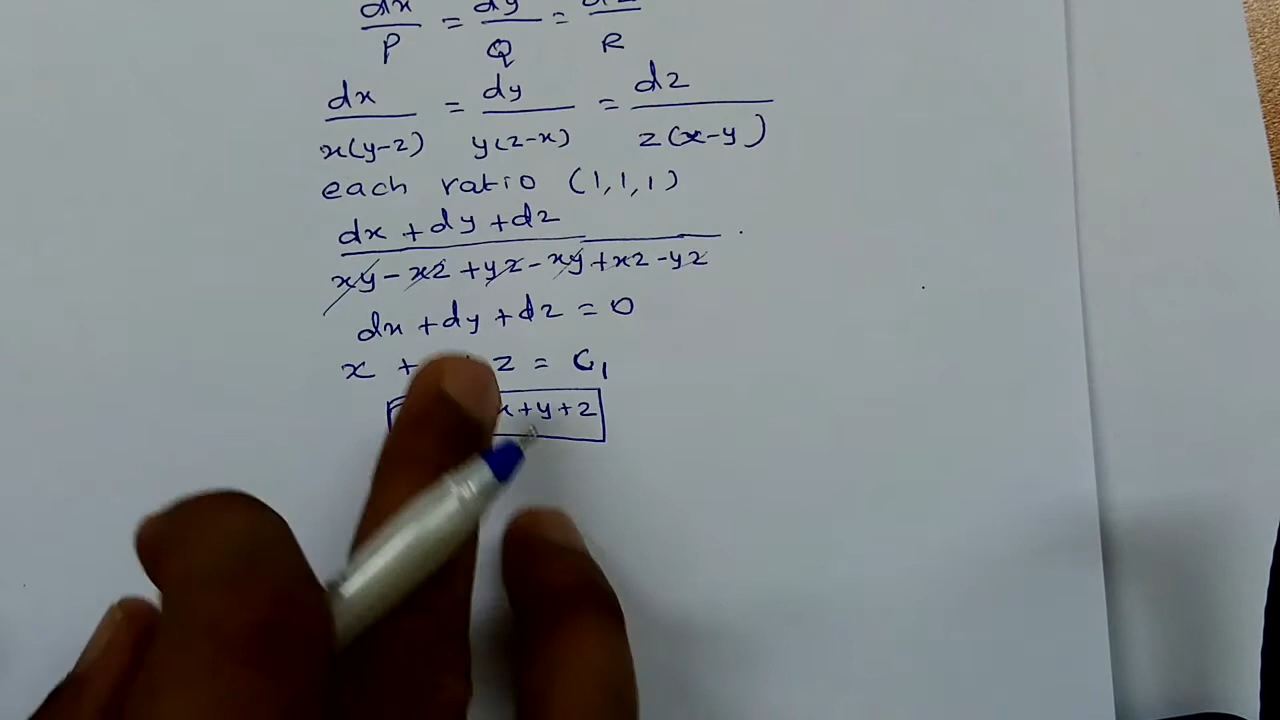 dx/P = dy/Q = dz/R
dx/x(y-z) = dy/y(z-x) = dz/z(x-y)
each ratio (1,1,1)
dx + dy + dz / xy - xz + yz - xy + xz - yz
dx + dy + dz = 0
x + z = C1
x+y+z